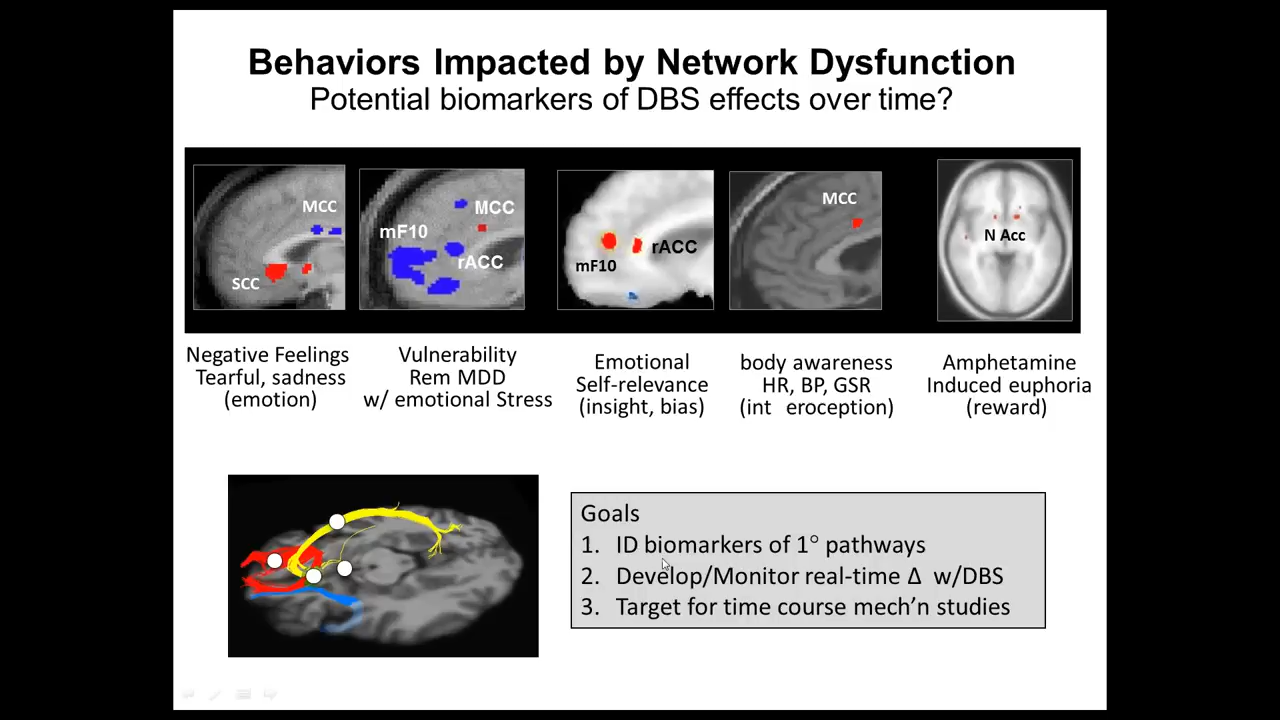 Behaviors Impacted by Network Dysfunction
Potential biomarkers of DBS effects over time?
MCC
SCC
MCC
mF10
rACC
rACC
mF10
MCC
N Acc
Negative Feelings
Tearful, sadness
(emotion)
Vulnerability
Rem MDD
w/ emotional Stress
Emotional
Self-relevance
(insight, bias)
body awareness
HR, BP, GSR
(int eroception)
Amphetamine
Induced euphoria
(reward)
Goals
1. ID biomarkers of 1° pathways
2. Develop/Monitor real-time Δ w/DBS
3. Target for time course mech’n studies